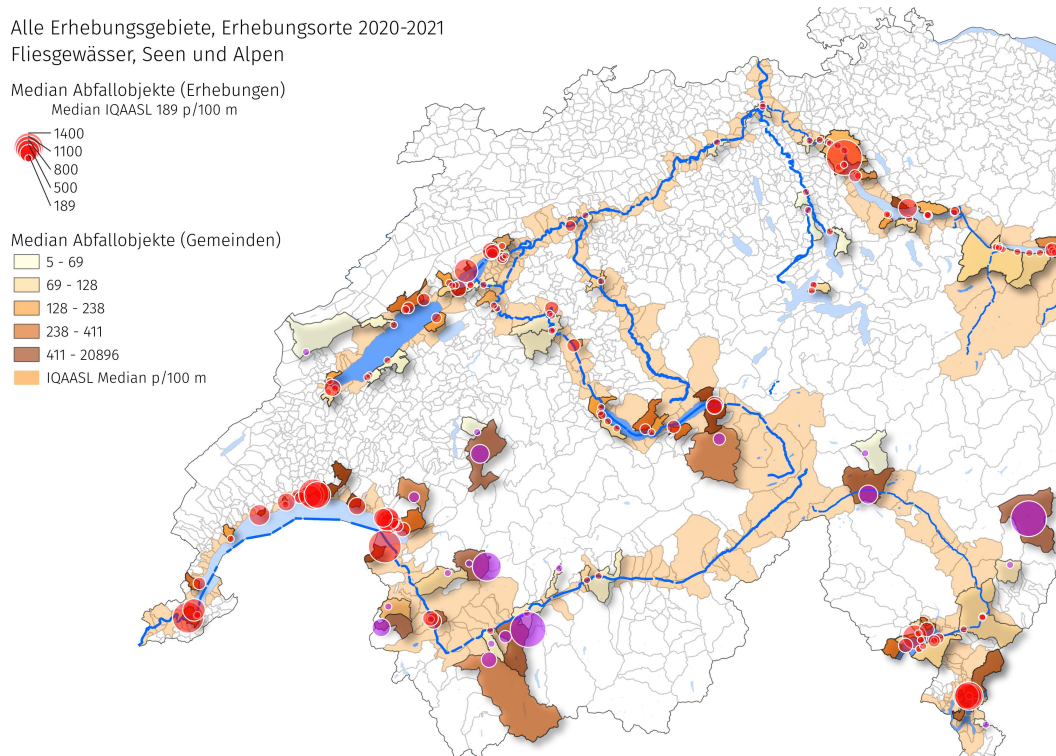 Alle Erhebungsgebiete, Erhebungsorte 2020-2021
Fliesgewässer, Seen und Alpen
Median Abfallobjekte (Erhebungen)
Median IQAASL 189 p/100 m
1400
1100
800
500
189
Median Abfallobjekte (Gemeinden)
5 - 69
69 - 128
128 - 238
238 - 411
411 - 20896
IQAASL Median p/100 m